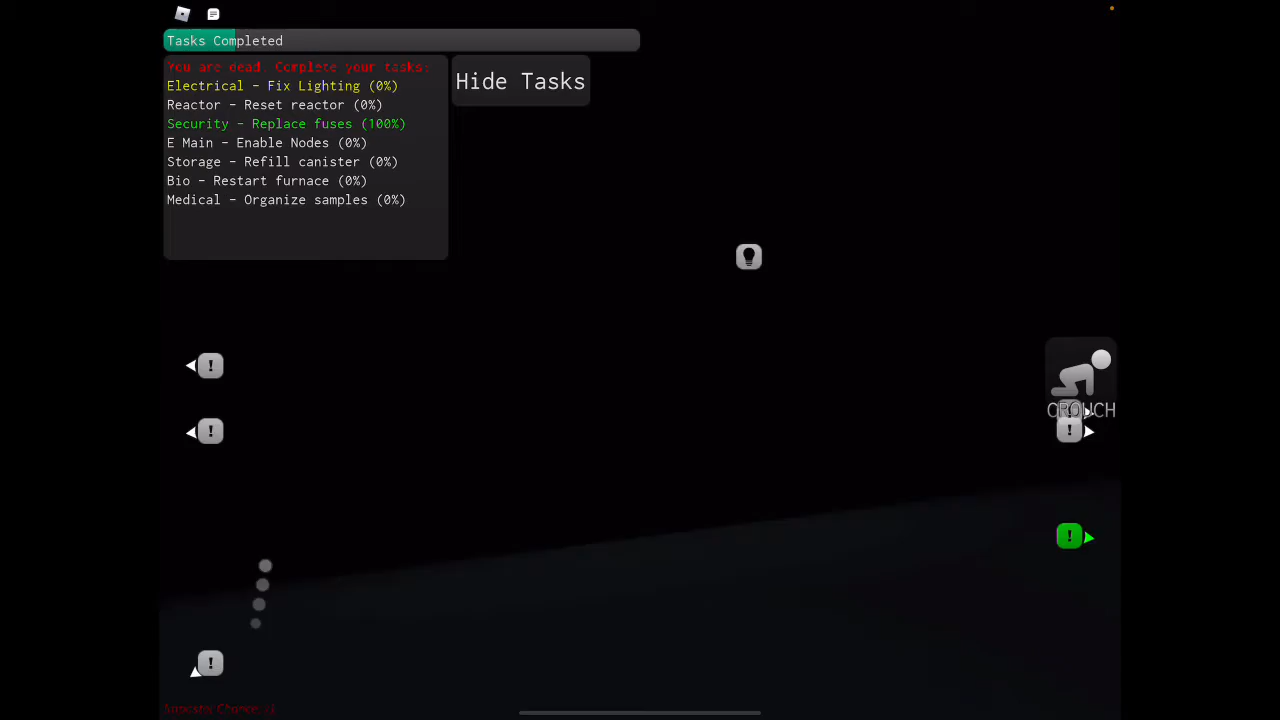 Tasks Completed
You are dead. Complete your tasks:
Electrical - Fix Lighting (0%)
Reactor - Reset reactor (0%)
Security - Replace fuses (100%)
E Main - Enable Nodes (0%)
Storage - Refill canister (0%)
Bio - Restart furnace (0%)
Medical - Organize samples (0%)
Hide Tasks
!
!
CROUCH
!
!
!